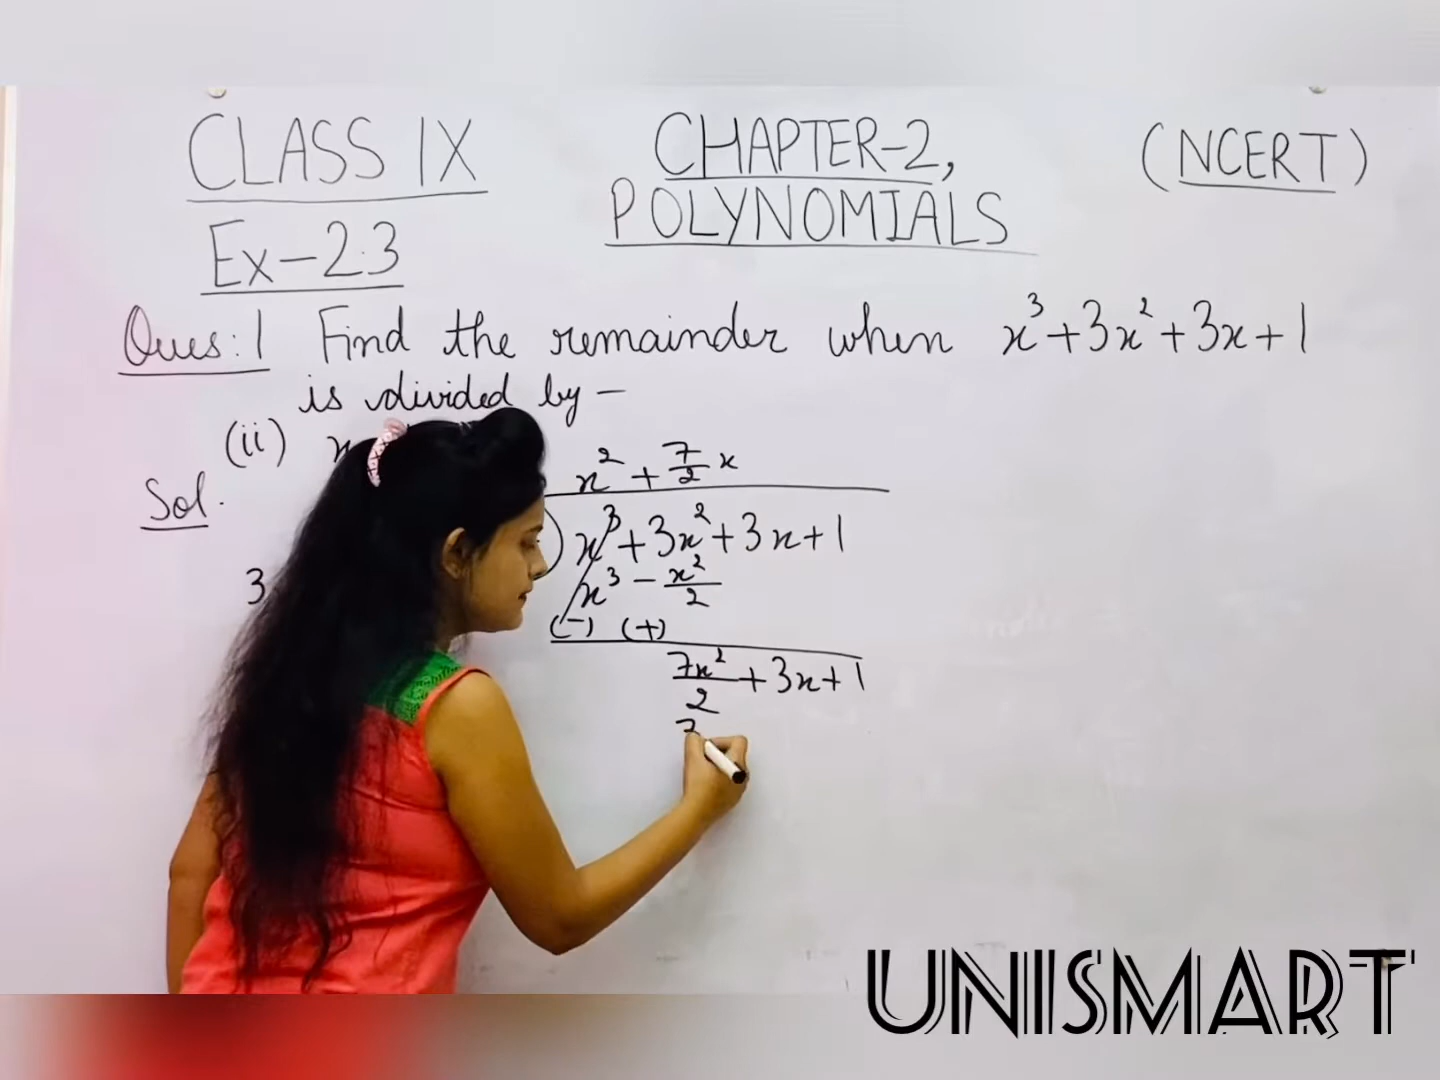 CLASS IX
CHAPTER-2,
(NCERT)
POLYNOMIALS
Ex-2.3
Ques:1 Find the remainder when x³+3x²+3x+1
is divided by -
(ii) x
Sol.
x² + 7/2 x
)x³+3x²+3x+1
x³ - x²/2
(-) (+)
7x²/2 +3x+1
3
7
UNISMART